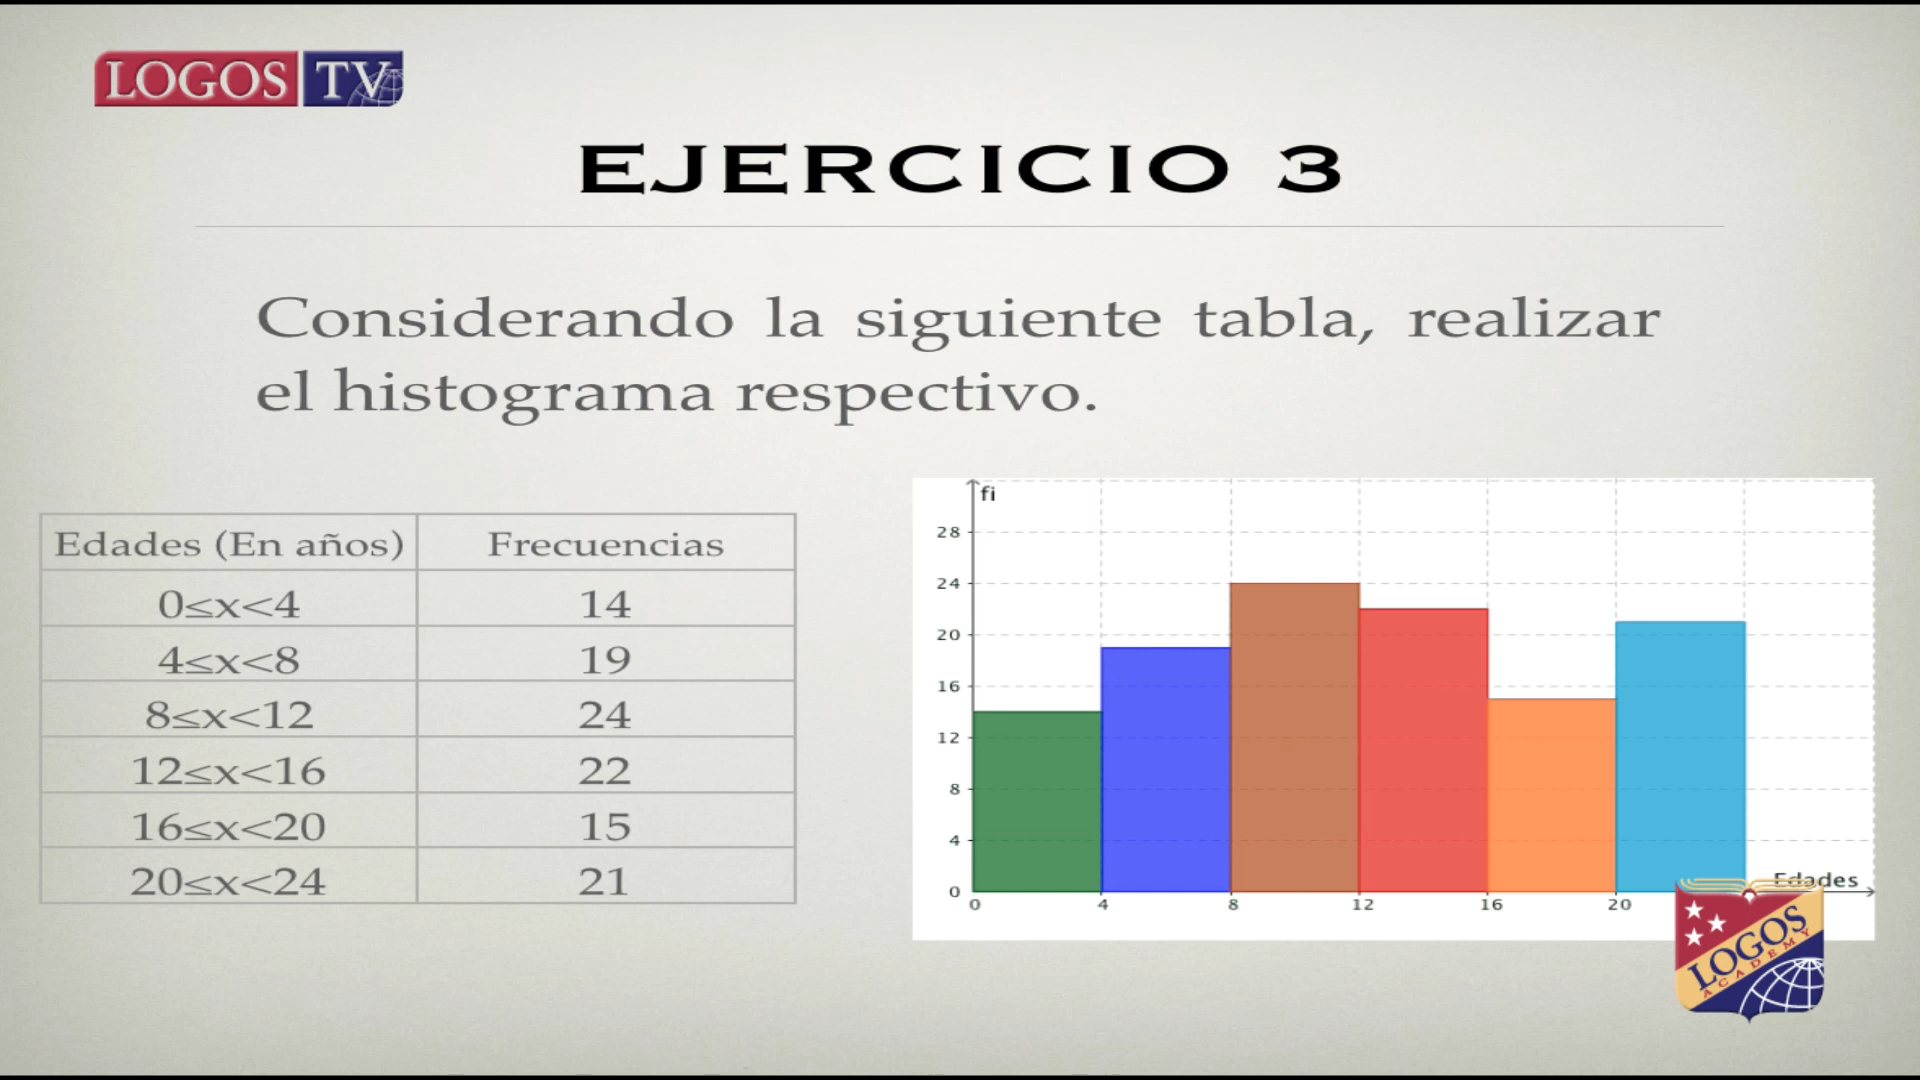 LOGOS TV
EJERCICIO 3
Considerando la siguiente tabla, realizar
el histograma respectivo.
Edades (En años) Frecuencias
0≤x<4 14
4≤x<8 19
8≤x<12 24
12≤x<16 22
16≤x<20 15
20≤x<24 21
fi
28
24
20
16
12
8
4
0
0 4 8 12 16 20
Edades
LOGOS
ACADEMY